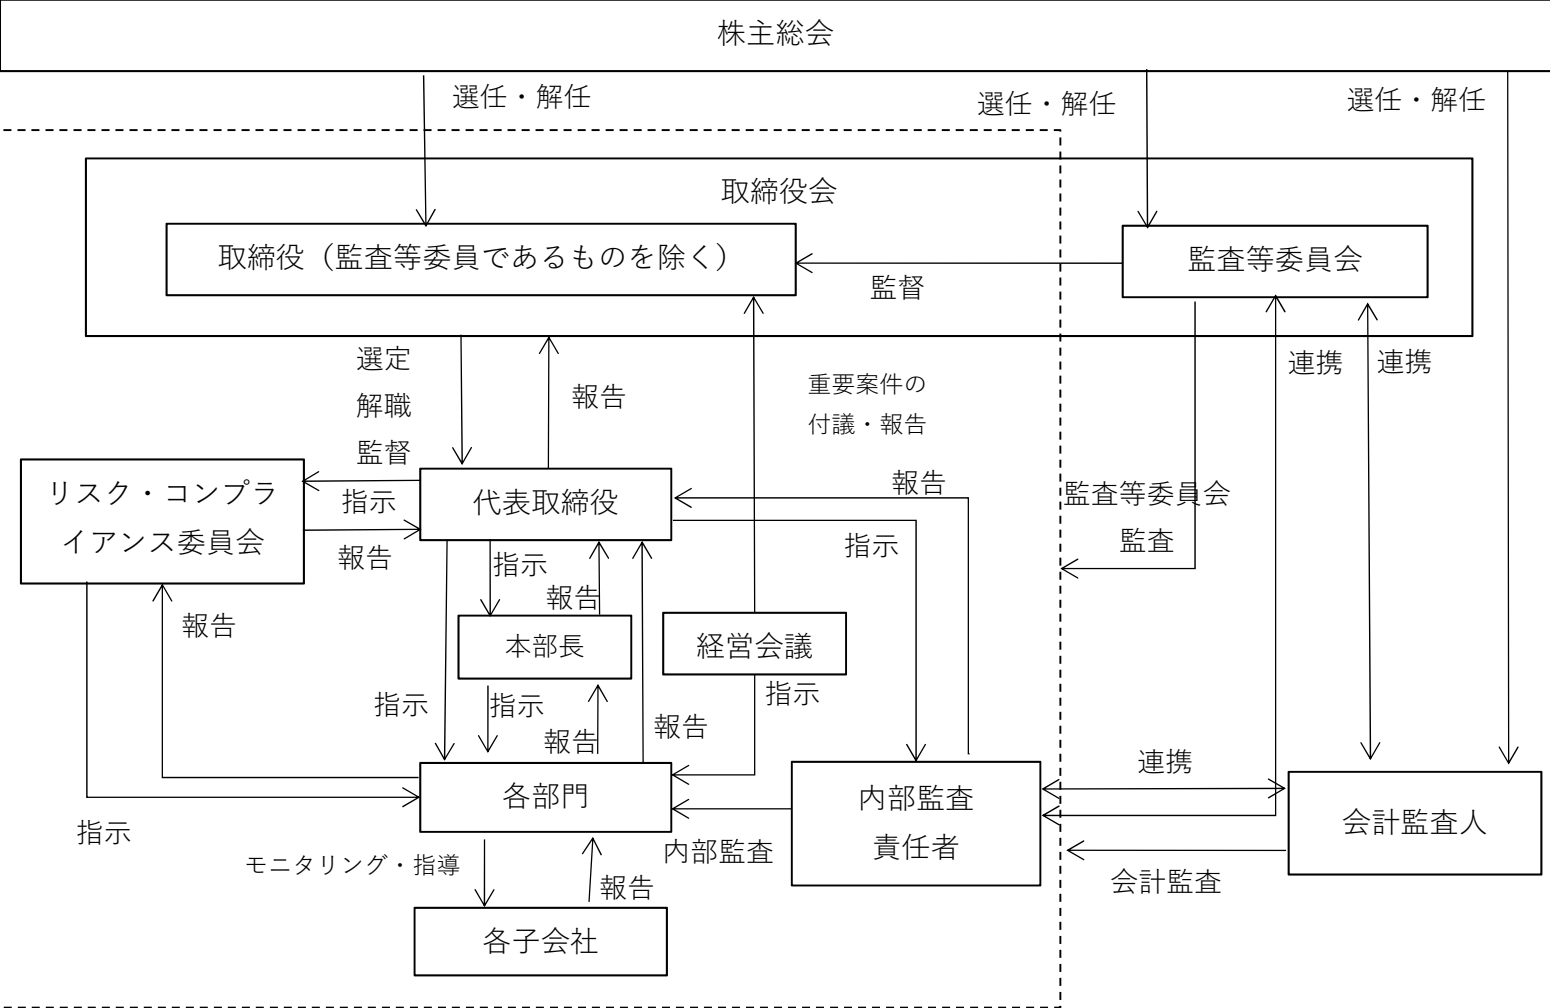 株主総会
選任・解任
選任・解任
選任・解任
取締役会
取締役（監査等委員であるものを除く）
監査等委員会
監督
選定
解職
監督
報告
重要案件の
付議・報告
連携
連携
リスク・コンプラ
イアンス委員会
指示
報告
代表取締役
報告
指示
監査等委員会
監査
指示
報告
報告
本部長
経営会議
指示
指示
指示
報告
報告
各部門
内部監査
責任者
連携
会計監査人
指示
モニタリング・指導
報告
内部監査
会計監査
各子会社